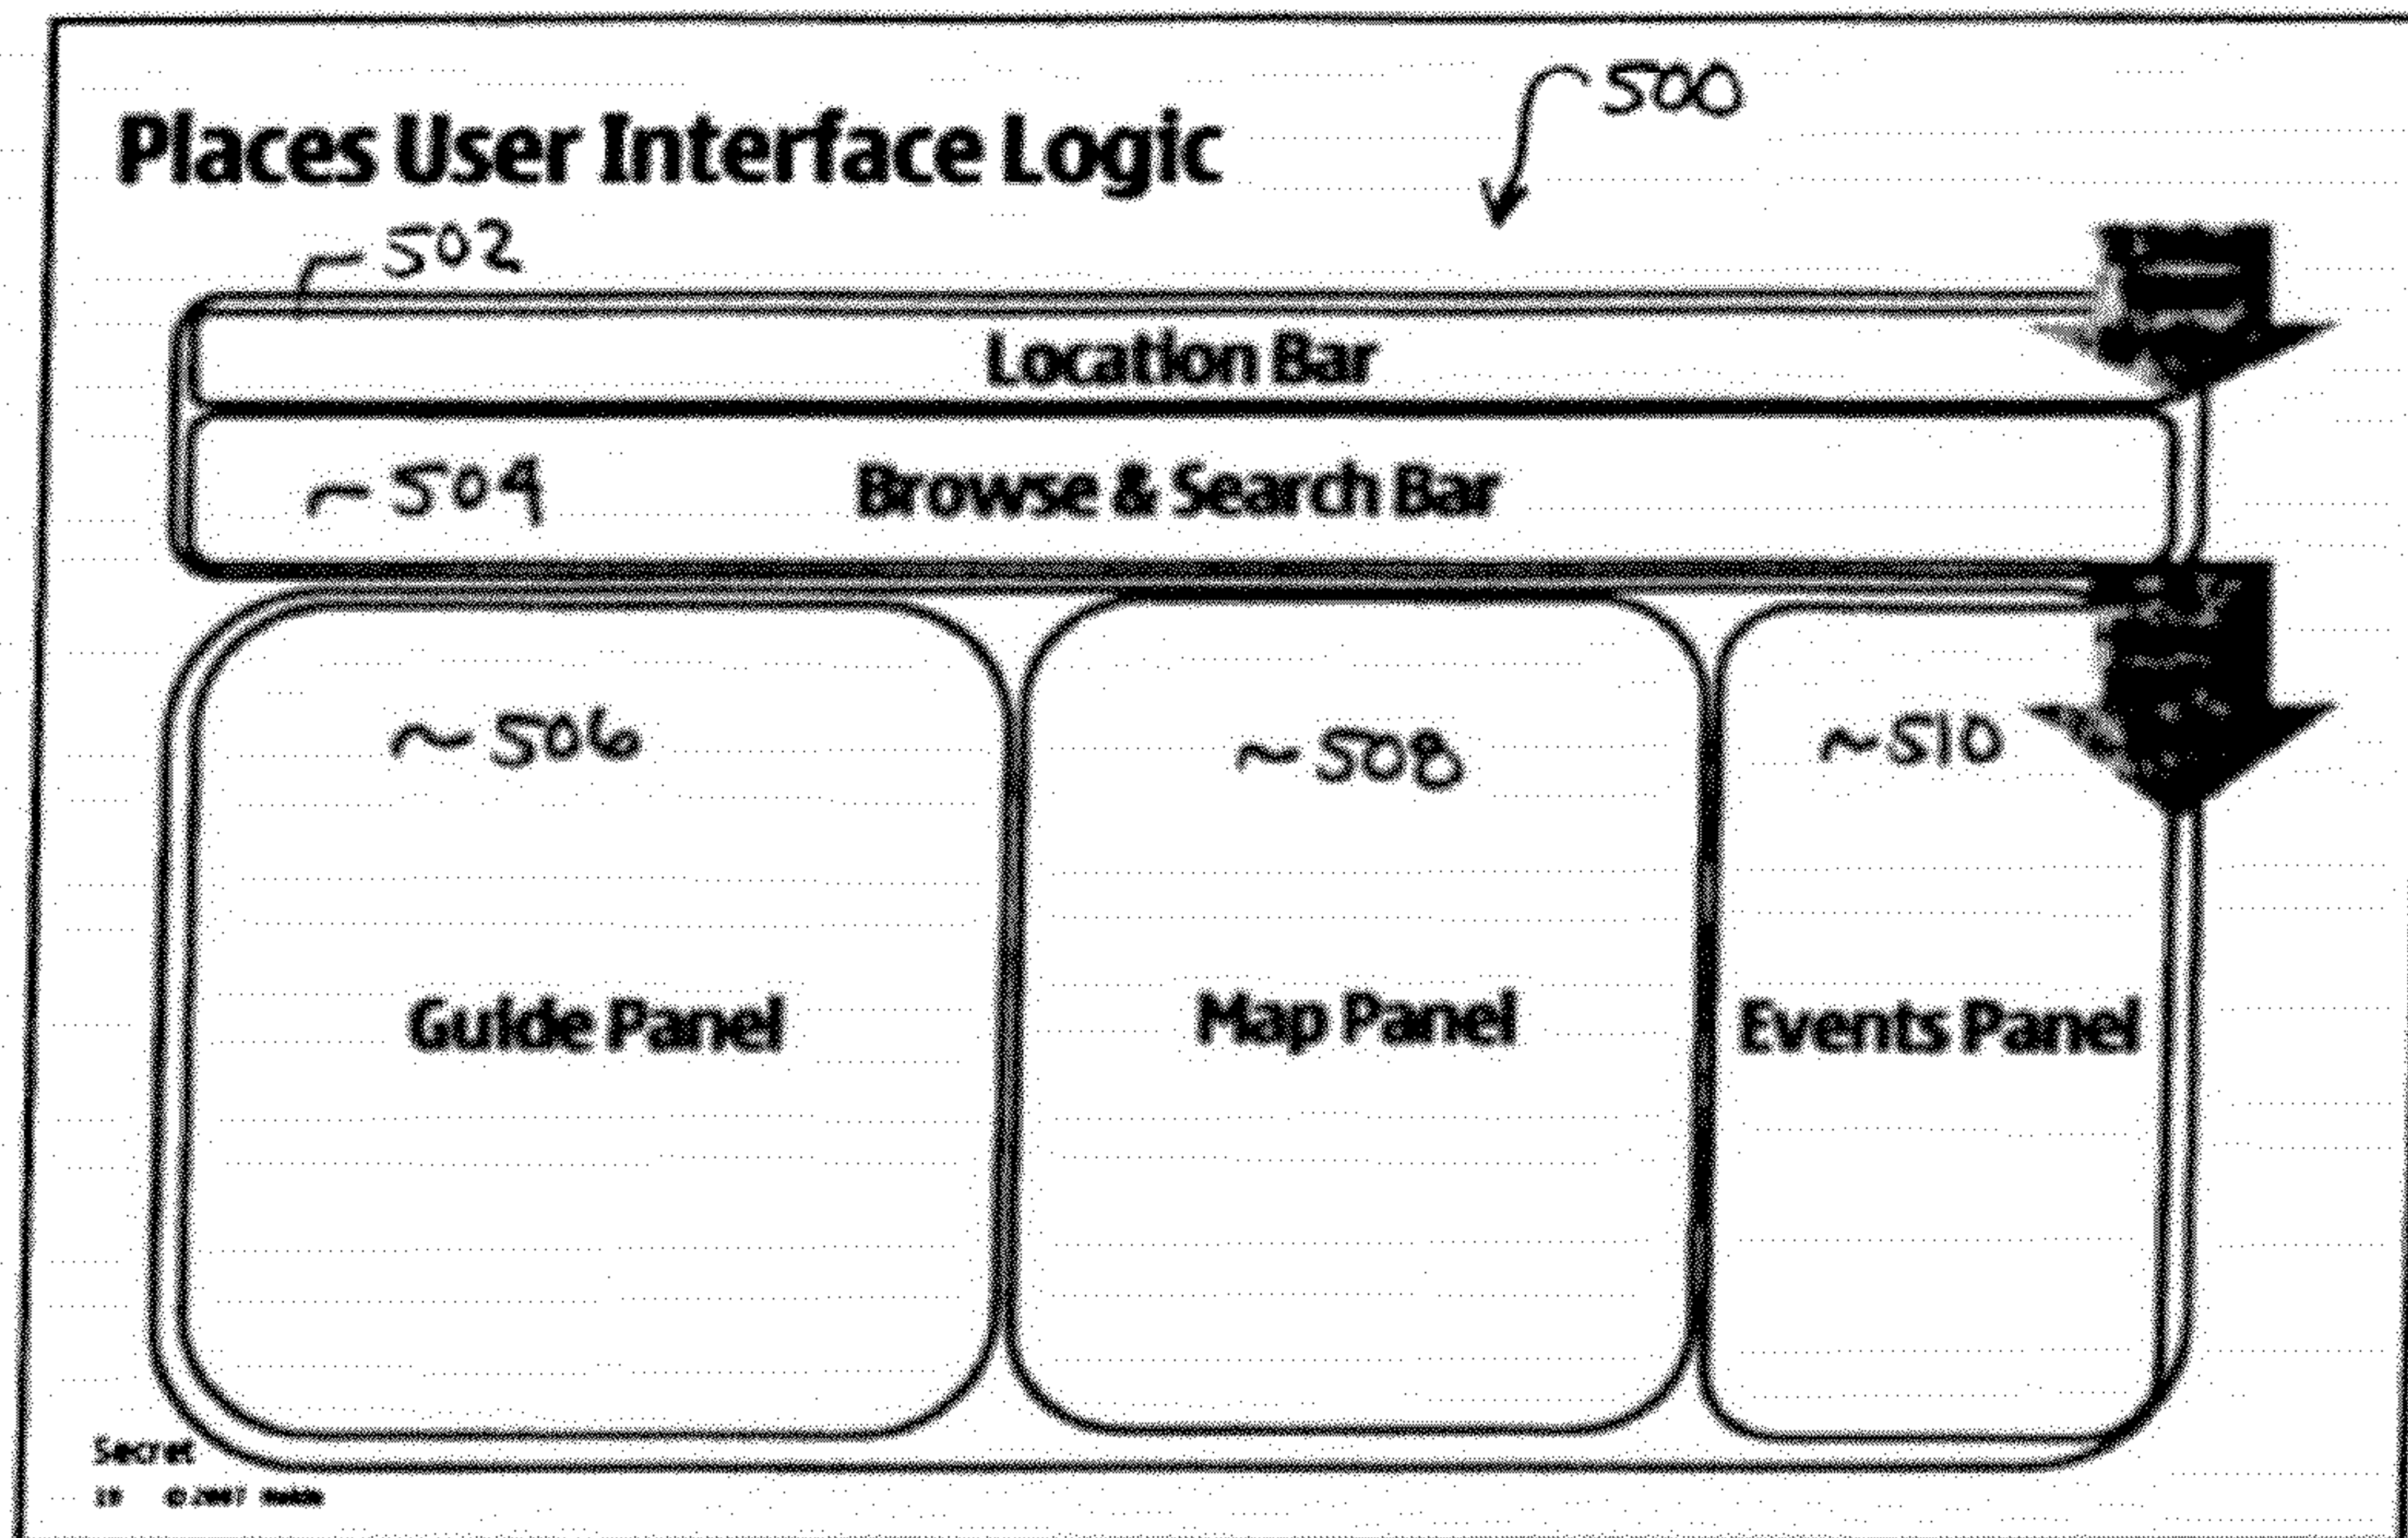 500
Places User Interface Logic
502
Location Bar
~ 504
Browse & Search Bar
~ 506
~ 508
~ 510
Guide Panel
Map Panel
Events Panel
Secret
© 2007